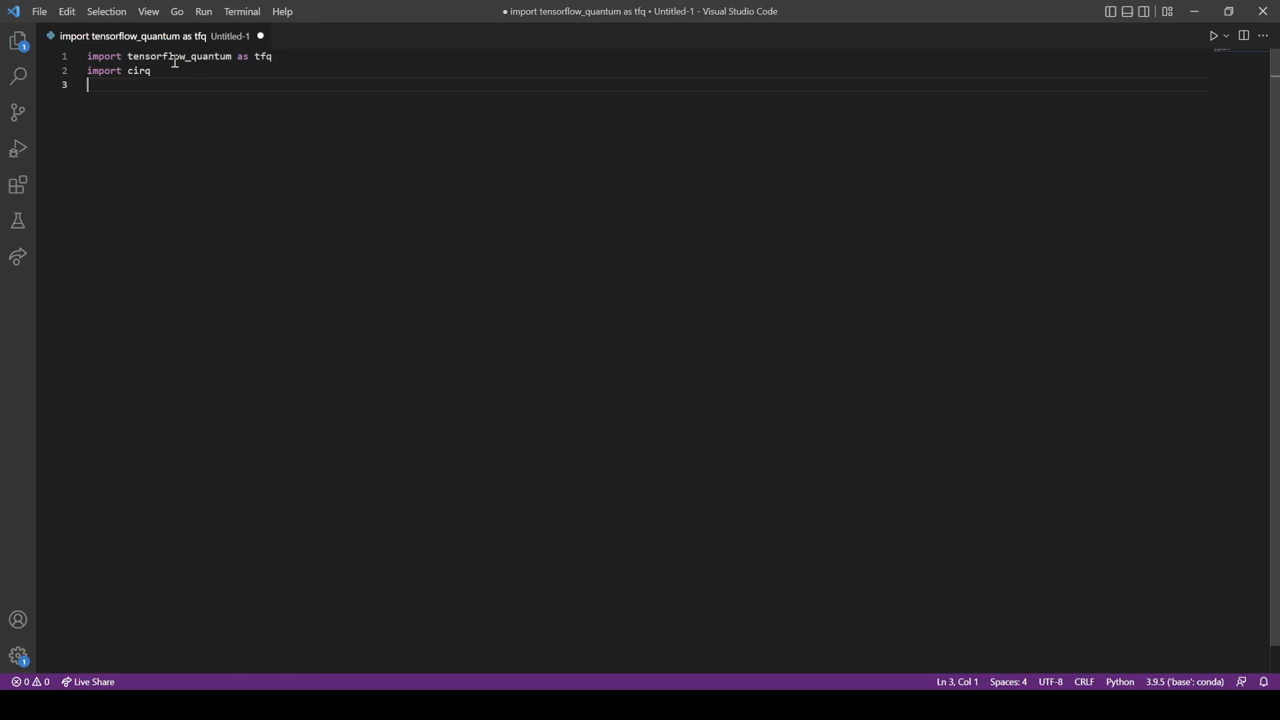 File Edit Selection View Go Run Terminal Help
● import tensorflow_quantum as tfq • Untitled-1 - Visual Studio Code
import tensorflow_quantum as tfq Untitled-1 ●
1 import tensorflow_quantum as tfq
2 import cirq
3
1
1
0 0 Live Share
Ln 3, Col 1 Spaces: 4 UTF-8 CRLF Python 3.9.5 ('base': conda)